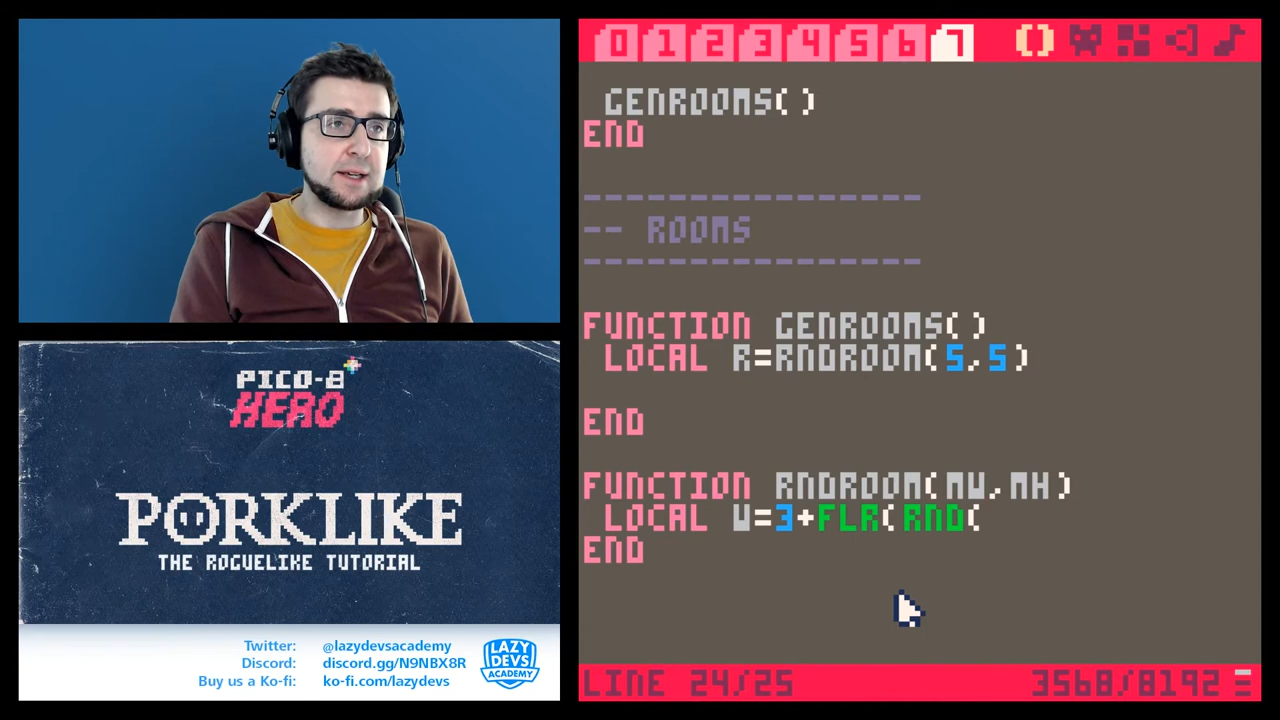 0 1 2 3 4 5 6 7
GENROOMS()
END
----------------
-- ROOMS
----------------
FUNCTION GENROOMS()
LOCAL R=RNDROOM(5,5)
END
FUNCTION RNDROOM(MW,MH)
LOCAL W=3+FLR(RND(
END
LINE 24/25 3568/8192
PICO-8
HERO
PORKLIKE
THE ROGUELIKE TUTORIAL
Twitter: @lazydevsacademy
Discord: discord.gg/N9NBX8R
Buy us a Ko-fi: ko-fi.com/lazydevs
LAZY
DEVS
ACADEMY